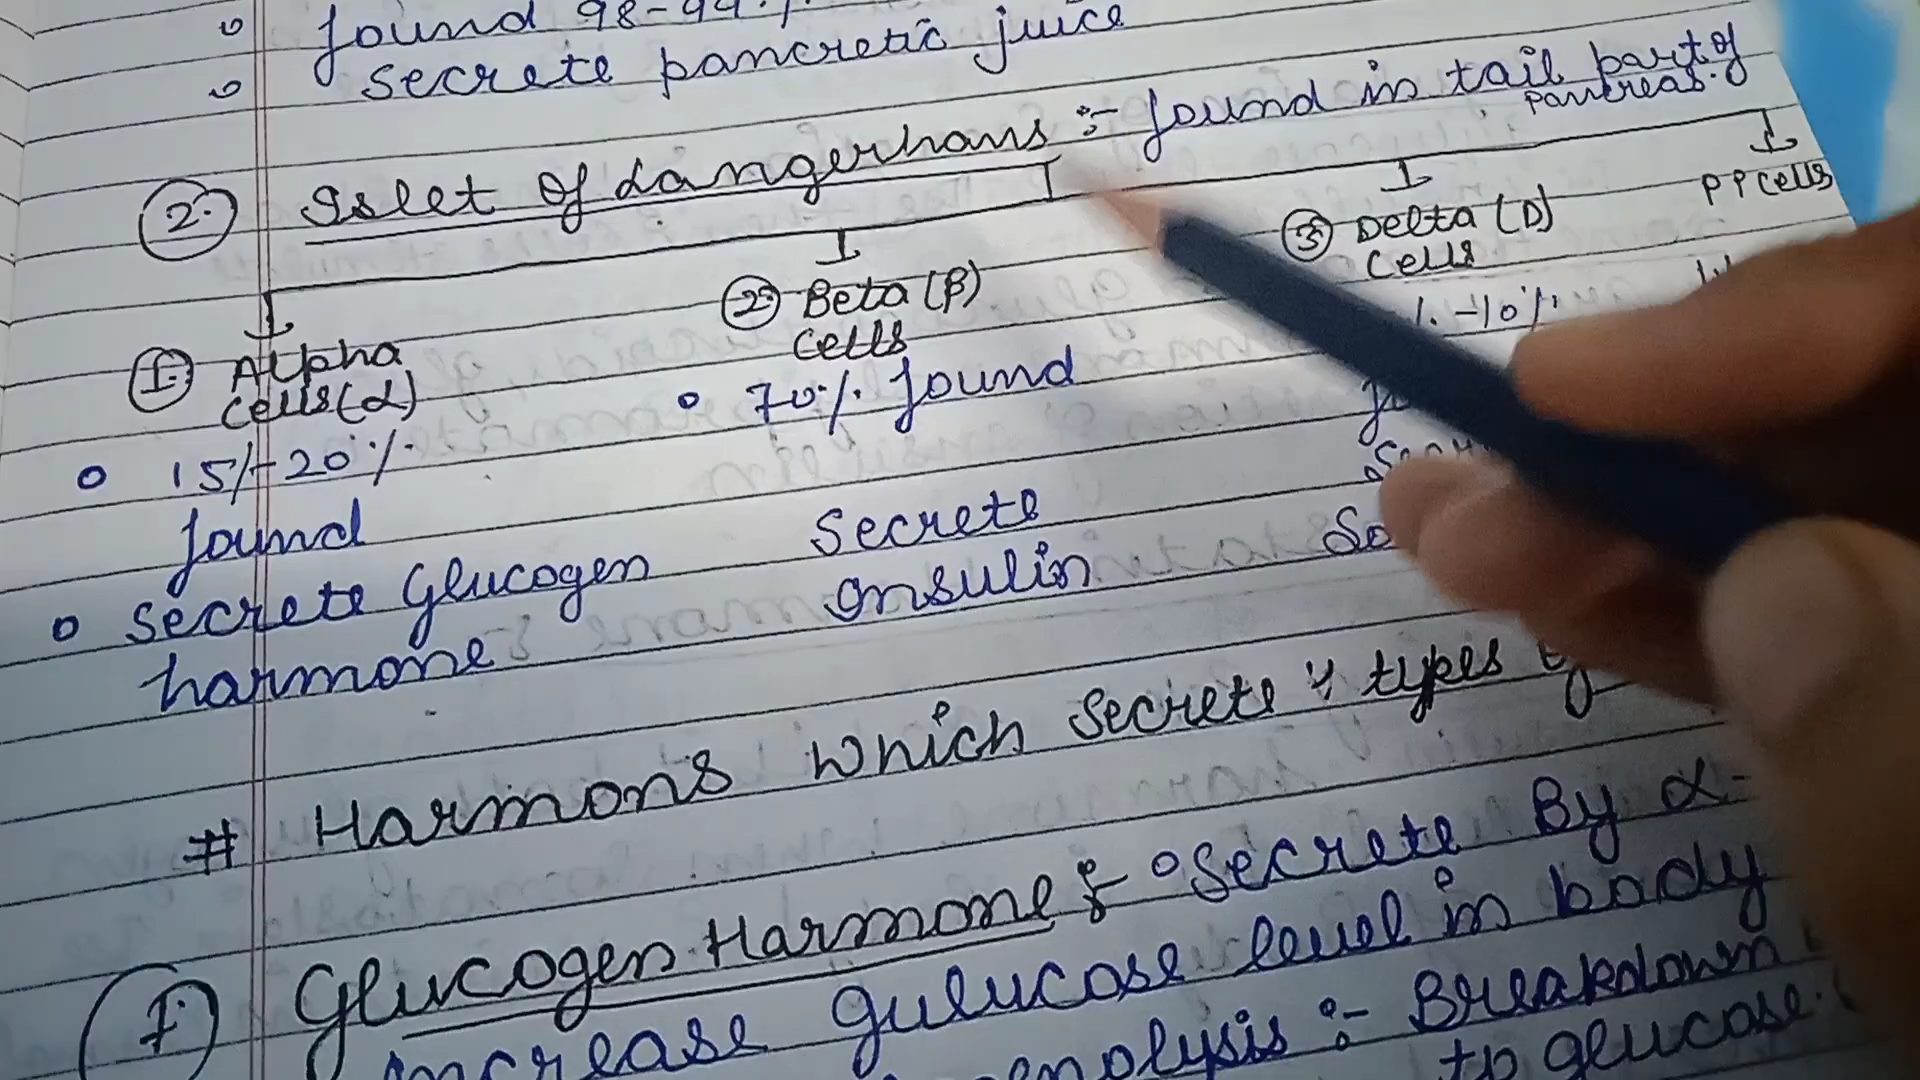 found 98-99%
secrete pancretic juice
2. Islet of Langerhans :- found in tail part of
pancreas.
1. Alpha
cells (α)
15%-20%
found
secrete Glucogen
harmone
2 Beta (β)
cells
70% found
secrete
insulin
3 Delta (D)
cells
-10%
PP cells
# Harmons which secrete 4 types
1. Glucogen Harmone :- secrete By α-
increase gulucose level in body
:- Breakdown
to glucose.